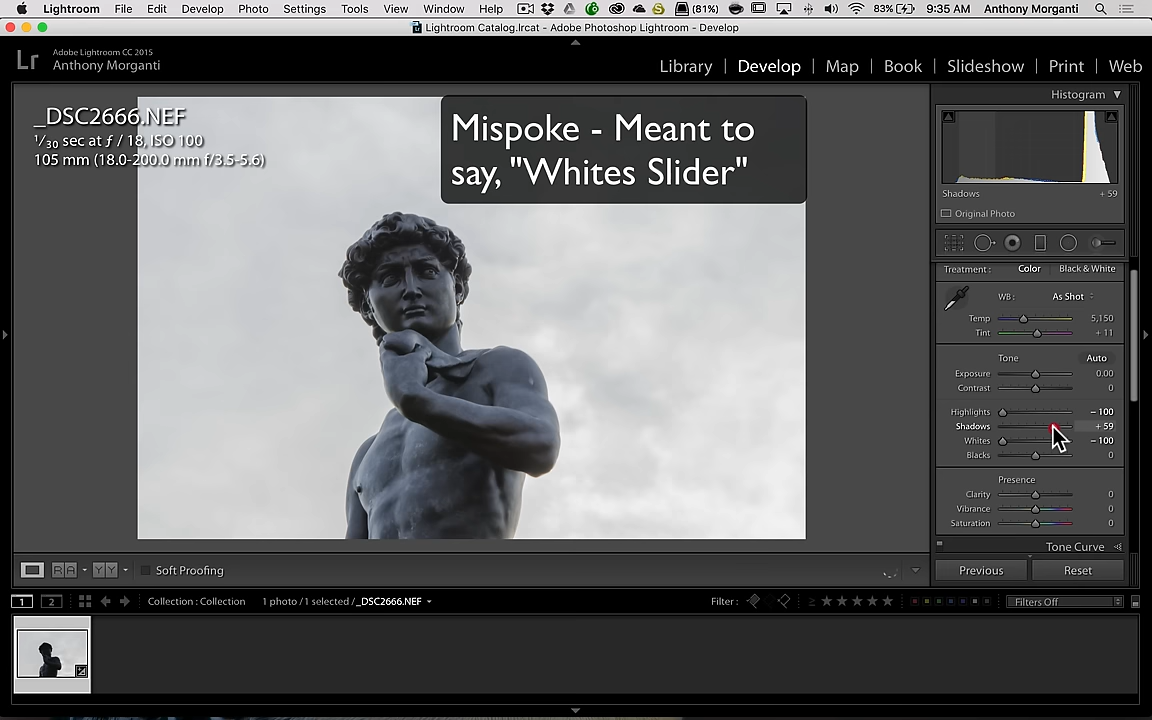 Lightroom File Edit Develop Photo Settings Tools View Window Help (81%) 83% 9:35 AM Anthony Morganti
Lightroom Catalog.lrcat - Adobe Photoshop Lightroom - Develop
Lr Adobe Lightroom CC 2015
Anthony Morganti
Library | Develop | Map | Book | Slideshow | Print | Web
_DSC2666.NEF
1/30 sec at f / 18, ISO 100
105 mm (18.0-200.0 mm f/3.5-5.6)
Mispoke - Meant to
say, "Whites Slider"
Histogram
Shadows + 59
Original Photo
Treatment : Color Black & White
WB : As Shot
Temp 5,150
Tint + 11
Tone Auto
Exposure 0.00
Contrast 0
Highlights − 100
Shadows + 59
Whites − 100
Blacks 0
Presence
Clarity 0
Vibrance 0
Saturation 0
Tone Curve
Previous Reset
R A Y Y Soft Proofing
1 2 Collection : Collection 1 photo / 1 selected / _DSC2666.NEF Filter : Filters Off